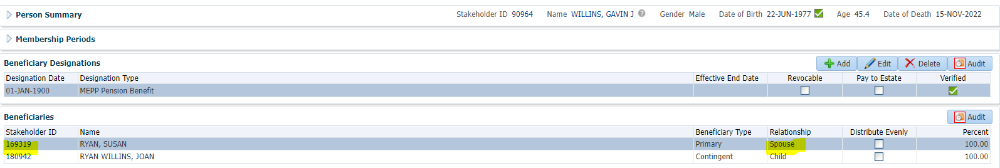 Person Summary Stakeholder ID 90964 Name WILLINS, GAVIN J Gender Male Date of Birth 22-JUN-1977 Age 45.4 Date of Death 15-NOV-2022
Membership Periods
Beneficiary Designations Add Edit Delete Audit
Designation Date Designation Type Effective End Date Revocable Pay to Estate Verified
01-JAN-1900 MEPP Pension Benefit
Beneficiaries Audit
Stakeholder ID Name Beneficiary Type Relationship Distribute Evenly Percent
169319 RYAN, SUSAN Primary Spouse 100.00
180942 RYAN WILLINS, JOAN Contingent Child 100.00